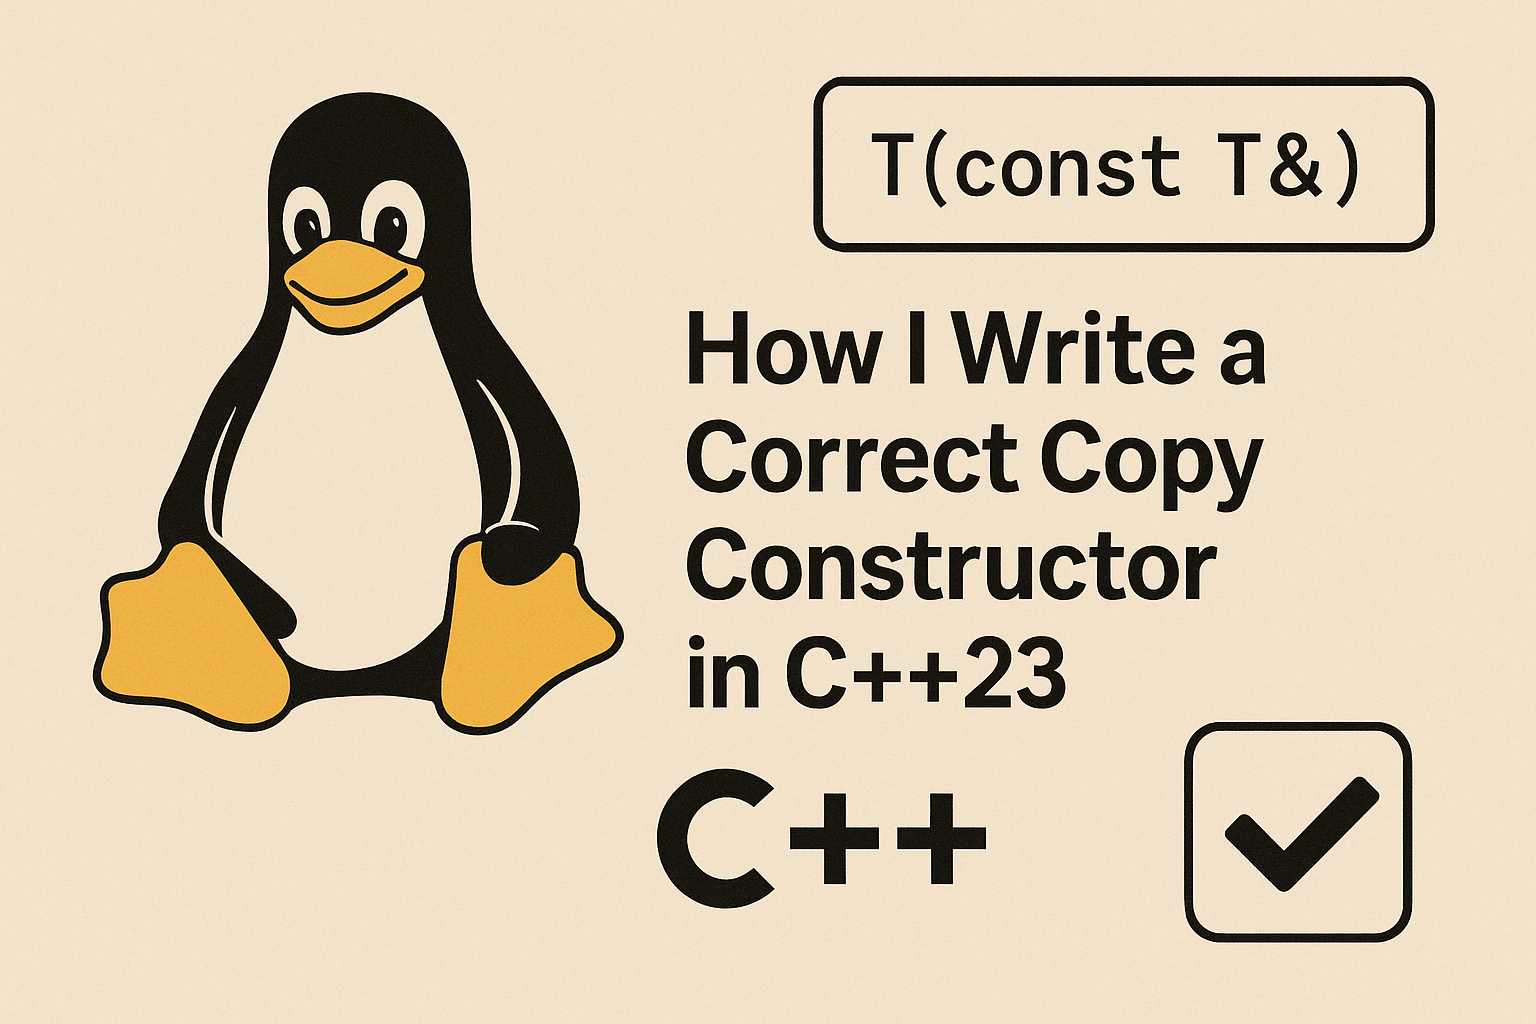 T(const T&)
How I Write a
Correct Copy
Constructor
in C++23
C++